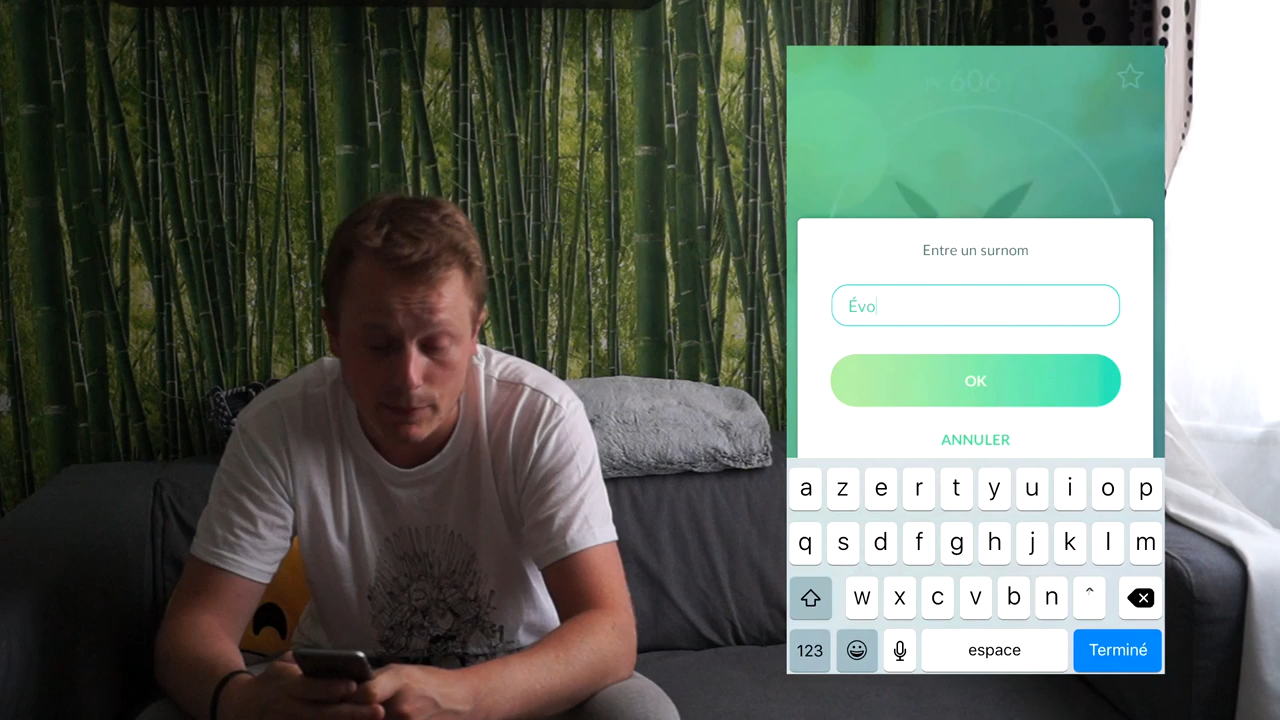 PC 606
Entre un surnom
Évo
OK
ANNULER
a z e r t y u i o p
q s d f g h j k l m
w x c v b n ^
123 espace Terminé